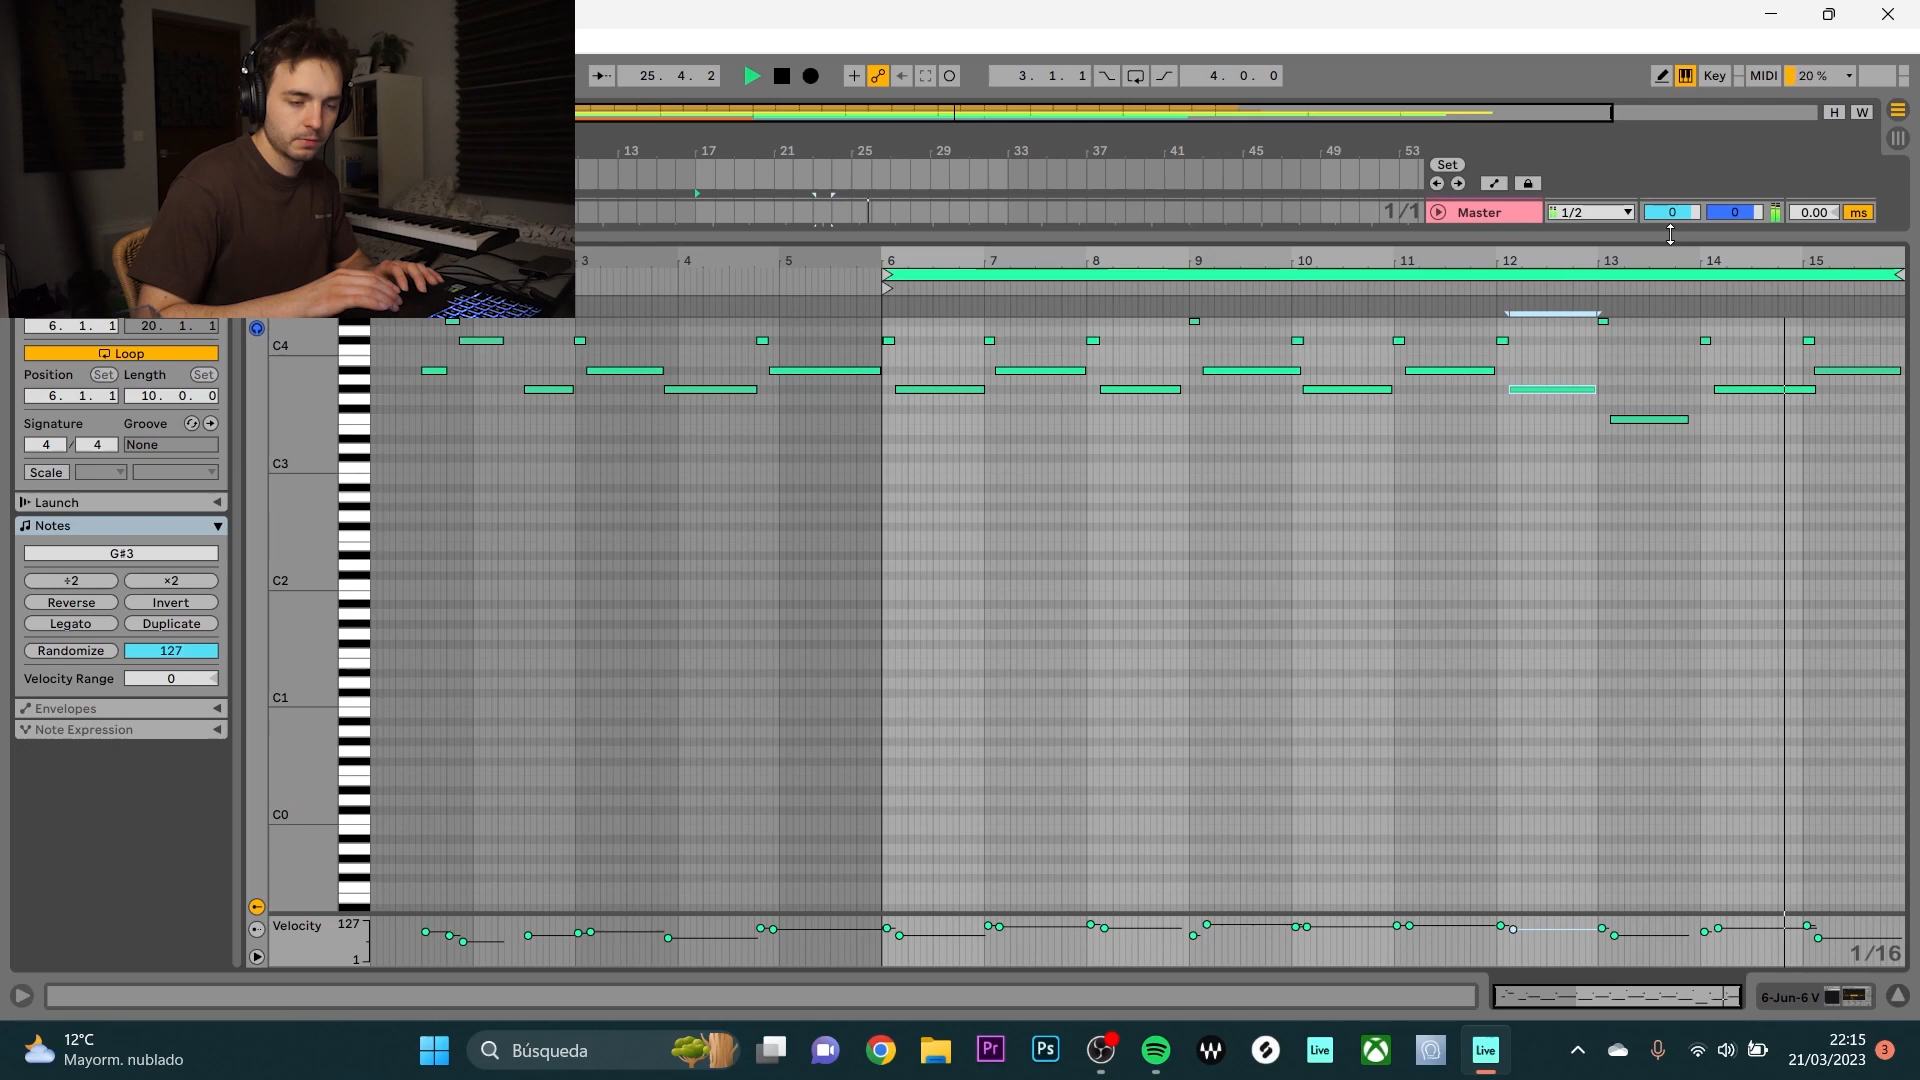 25. 4. 2
3. 1. 1
4. 0. 0
Key
MIDI
20 %
H
W
13
17
21
25
29
33
37
41
45
49
53
Set
1/1
Master
1/2
0
0
0.00
ms
3
4
5
6
7
8
9
10
11
12
13
14
15
6. 1. 1
20. 1. 1
Loop
Position
Set
Length
Set
6. 1. 1
10. 0. 0
Signature
Groove
4 / 4
None
Scale
Launch
Notes
G#3
÷2
×2
Reverse
Invert
Legato
Duplicate
Randomize
127
Velocity Range
0
Envelopes
Note Expression
C4
C3
C2
C1
C0
Velocity
127
1
1/16
6-Jun-6 V
12°C
Mayorm. nublado
Búsqueda
Pr
Ps
Live
Live
22:15
21/03/2023
3